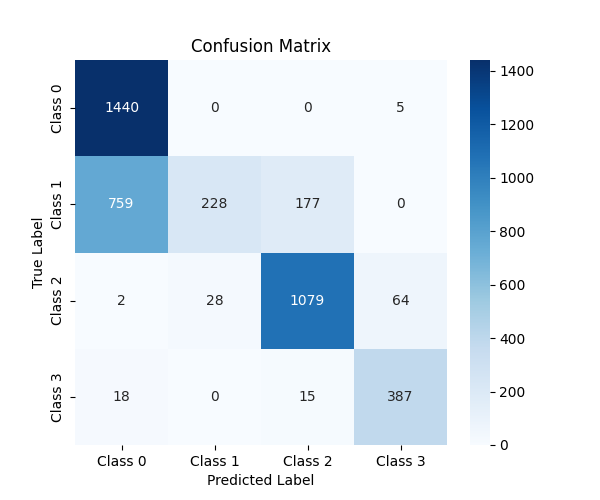 Confusion Matrix
True Label
Class 0
1440 0 0 5
Class 1
759 228 177 0
Class 2
2 28 1079 64
Class 3
18 0 15 387
Class 0 Class 1 Class 2 Class 3
Predicted Label
1400
1200
1000
800
600
400
200
0